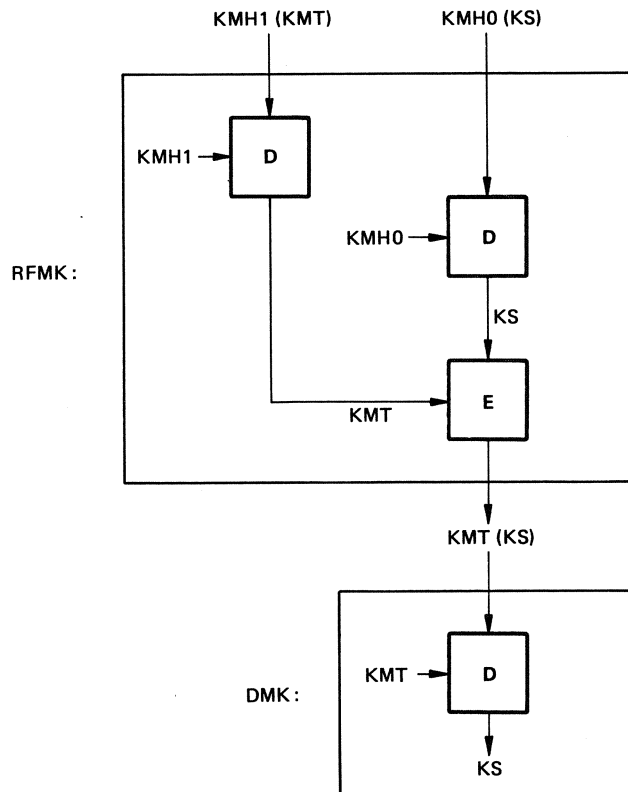 KMH1 (KMT)
KMH0 (KS)
KMH1
D
KMH0
D
RFMK:
KS
KMT
E
KMT (KS)
KMT
D
DMK:
KS